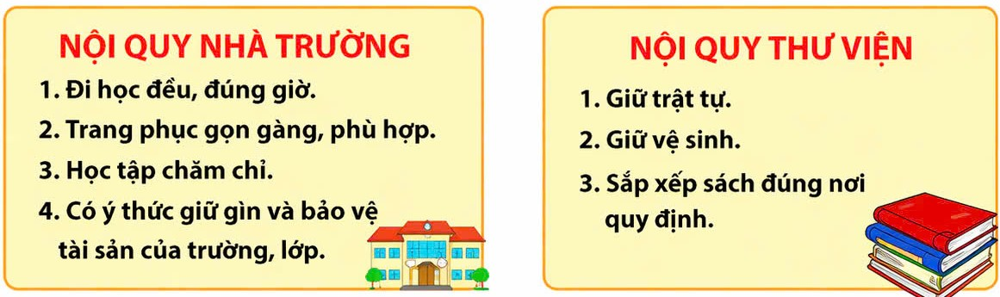 NỘI QUY NHÀ TRƯỜNG
1. Đi học đều, đúng giờ.
2. Trang phục gọn gàng, phù hợp.
3. Học tập chăm chỉ.
4. Có ý thức giữ gìn và bảo vệ
tài sản của trường, lớp.
NỘI QUY THƯ VIỆN
1. Giữ trật tự.
2. Giữ vệ sinh.
3. Sắp xếp sách đúng nơi
quy định.